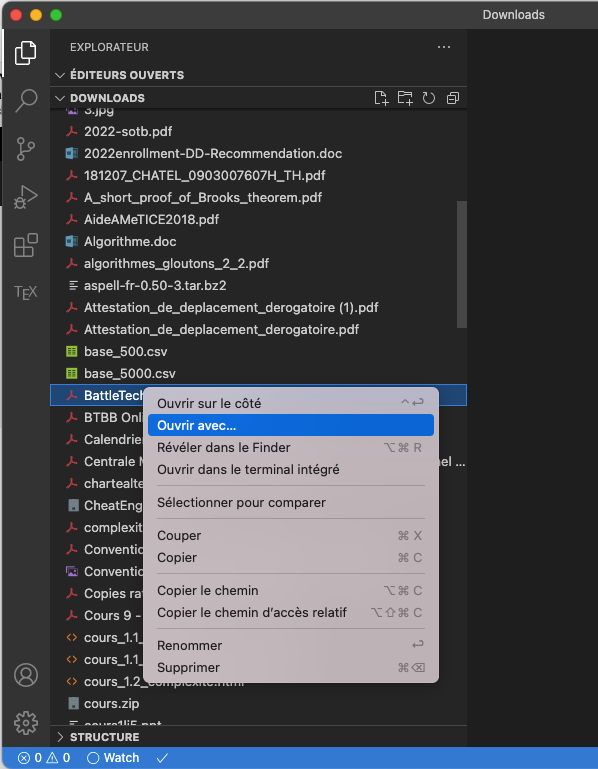 Downloads
EXPLORATEUR
ÉDITEURS OUVERTS
DOWNLOADS
3.jpg
2022-sotb.pdf
2022enrollment-DD-Recommendation.doc
181207_CHATEL_0903007607H_TH.pdf
A_short_proof_of_Brooks_theorem.pdf
AideAMeTICE2018.pdf
Algorithme.doc
algorithmes_gloutons_2_2.pdf
aspell-fr-0.50-3.tar.bz2
Attestation_de_deplacement_derogatoire (1).pdf
Attestation_de_deplacement_derogatoire.pdf
base_500.csv
base_5000.csv
BattleTech
BTBB Onl
Calendrie
Centrale M
el ...
chartealte
CheatEng
complexit
Conventio
Conventio
Copies ra
Cours 9 -
cours_1.1_
cours_1.1_
cours_1.2_complexite.html
cours.zip
cours1li5.ppt
Ouvrir sur le côté ^↩
Ouvrir avec...
Révéler dans le Finder ⌥⌘ R
Ouvrir dans le terminal intégré
Sélectionner pour comparer
Couper ⌘ X
Copier ⌘ C
Copier le chemin ⌥⌘ C
Copier le chemin d'accès relatif ⌥⇧⌘ C
Renommer ↩
Supprimer ⌘⌫
STRUCTURE
TEX
0 0 Watch